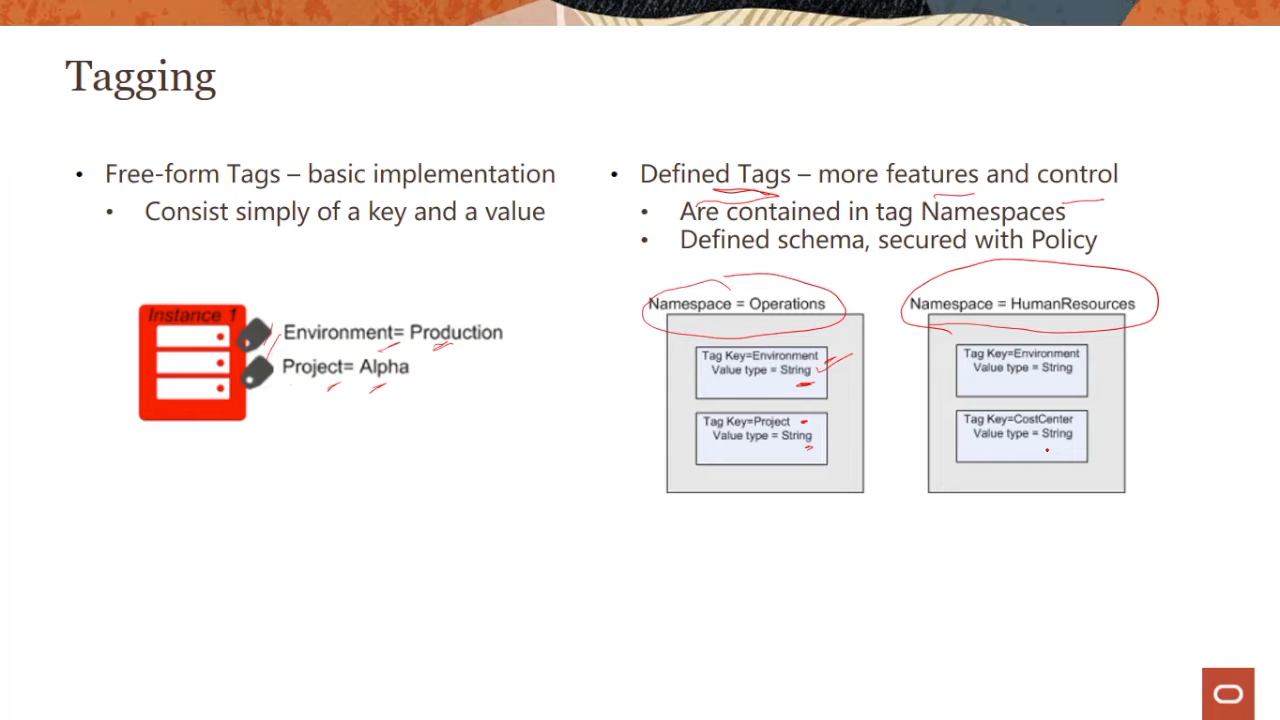 Tagging
• Free-form Tags – basic implementation
• Consist simply of a key and a value
Instance 1
Environment= Production
Project= Alpha
• Defined Tags – more features and control
• Are contained in tag Namespaces
• Defined schema, secured with Policy
Namespace = Operations
Tag Key=Environment
Value type = String
Tag Key=Project
Value type = String
Namespace = HumanResources
Tag Key=Environment
Value type = String
Tag Key=CostCenter
Value type = String